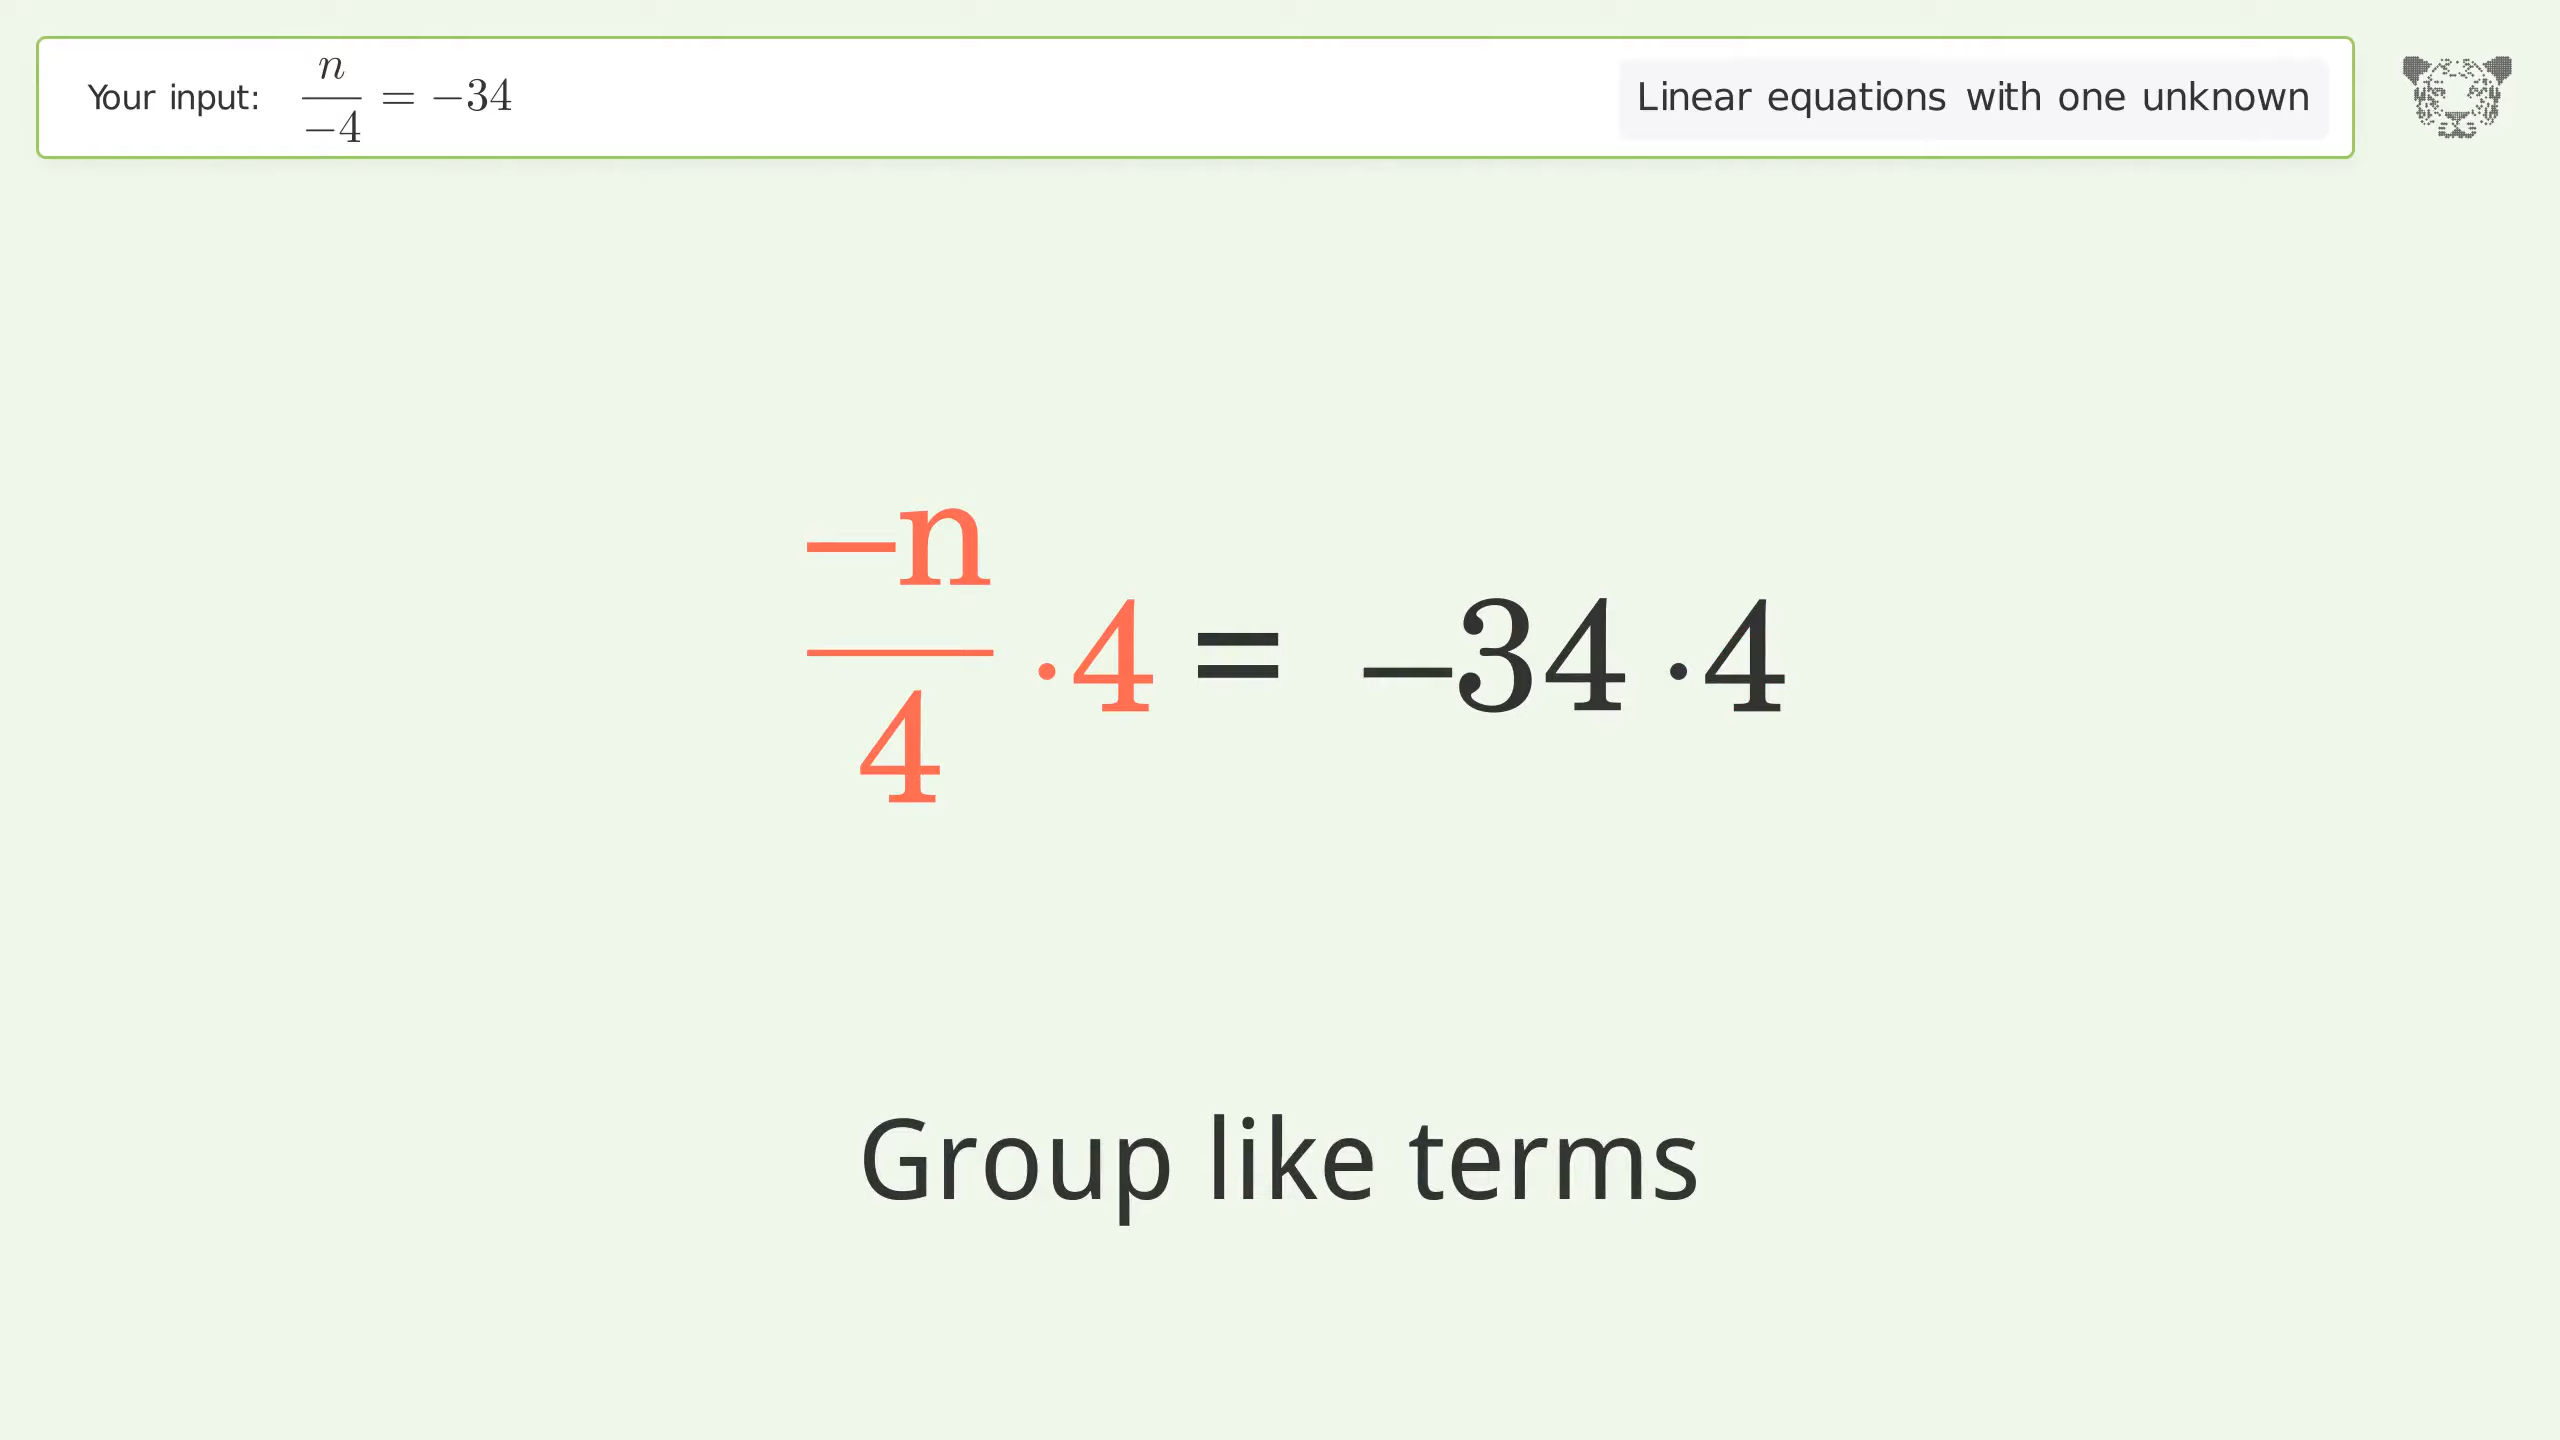 Your input: n/−4 = −34
Linear equations with one unknown
−n/4 · 4 = −34 · 4
Group like terms